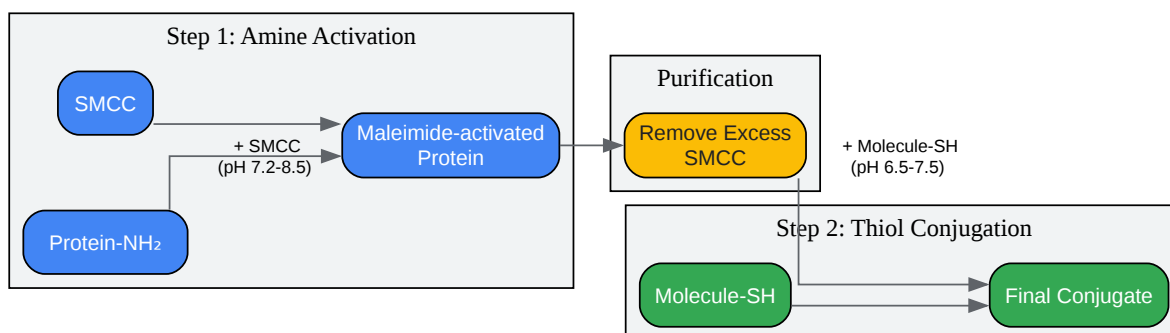 Step 1: Amine Activation
SMCC
+ SMCC
(pH 7.2-8.5)
Protein-NH₂
Maleimide-activated
Protein
Purification
Remove Excess
SMCC
+ Molecule-SH
(pH 6.5-7.5)
Step 2: Thiol Conjugation
Molecule-SH
Final Conjugate